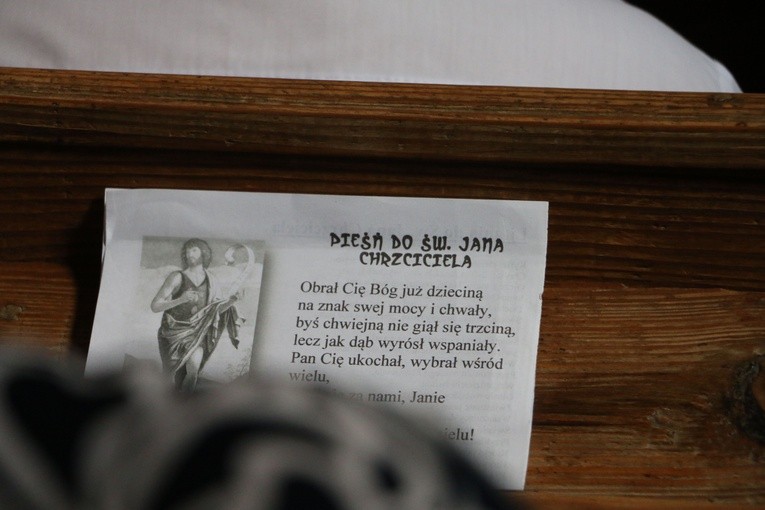 PIEŚŃ DO ŚW. JANA
CHRZCICIELA
Obrał Cię Bóg już dzieciną
na znak swej mocy i chwały,
byś chwiejną nie giął się trzciną,
lecz jak dąb wyrósł wspaniały.
Pan Cię ukochał, wybrał wśród
wielu,
za nami, Janie